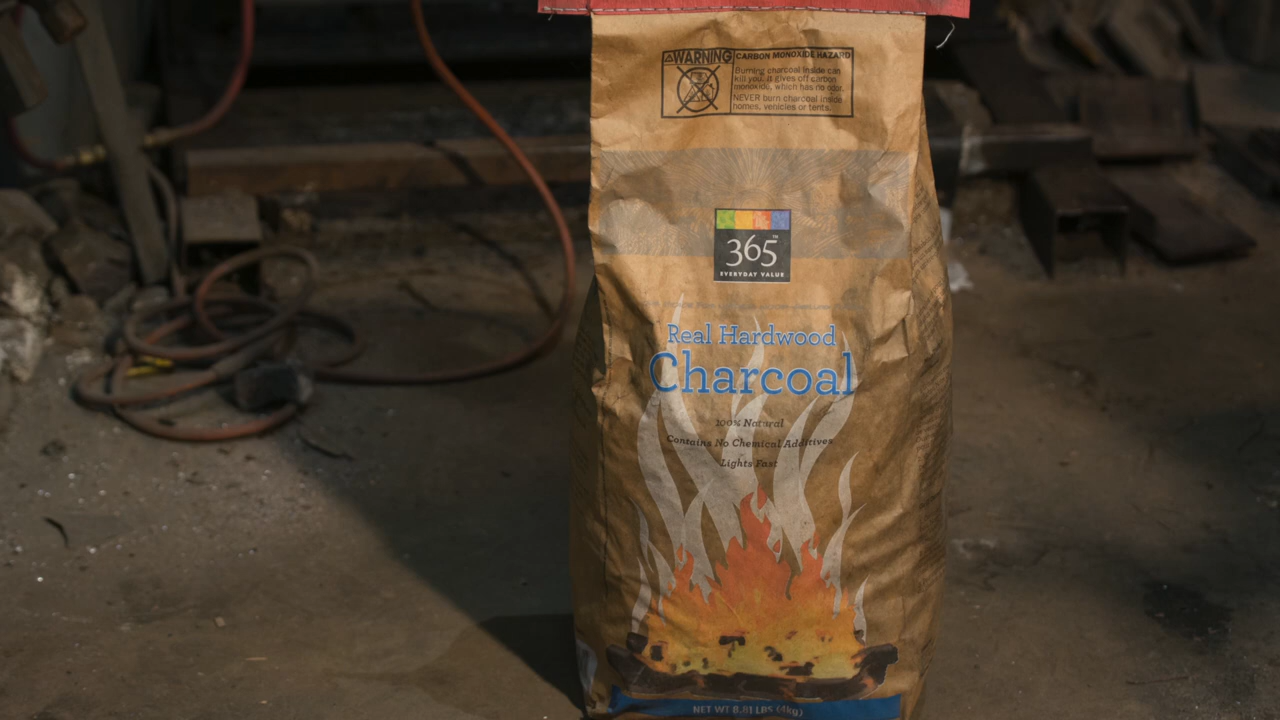 WARNING
CARBON MONOXIDE HAZARD
Burning charcoal inside can
kill you. It gives off carbon
monoxide, which has no odor.
NEVER burn charcoal inside
homes, vehicles or tents.
365™
EVERYDAY VALUE
Real Hardwood
Charcoal
100% Natural
Contains No Chemical Additives
Lights Fast
NET WT 8.81 LBS (4kg)